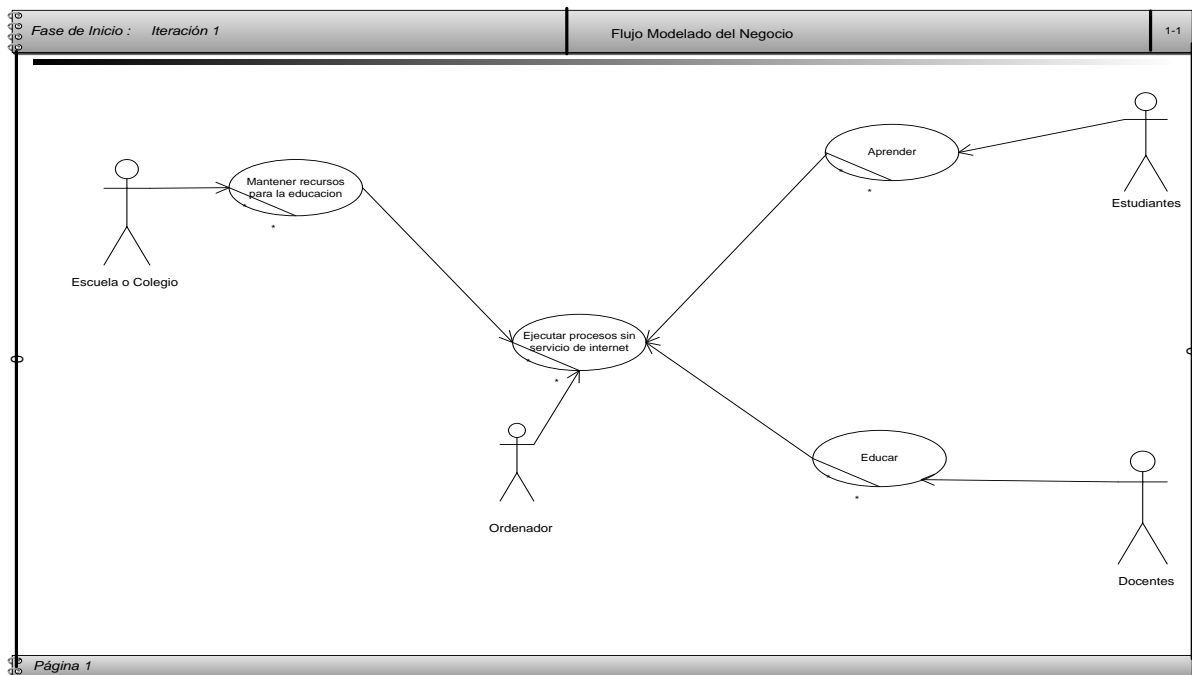 Fase de Inicio : Iteración 1
Flujo Modelado del Negocio
1-1
Aprender
*
*
Estudiantes
Mantener recursos
para la educacion
*
*
Escuela o Colegio
Ejecutar procesos sin
servicio de internet
*
*
Ordenador
Educar
*
*
Docentes
Página 1